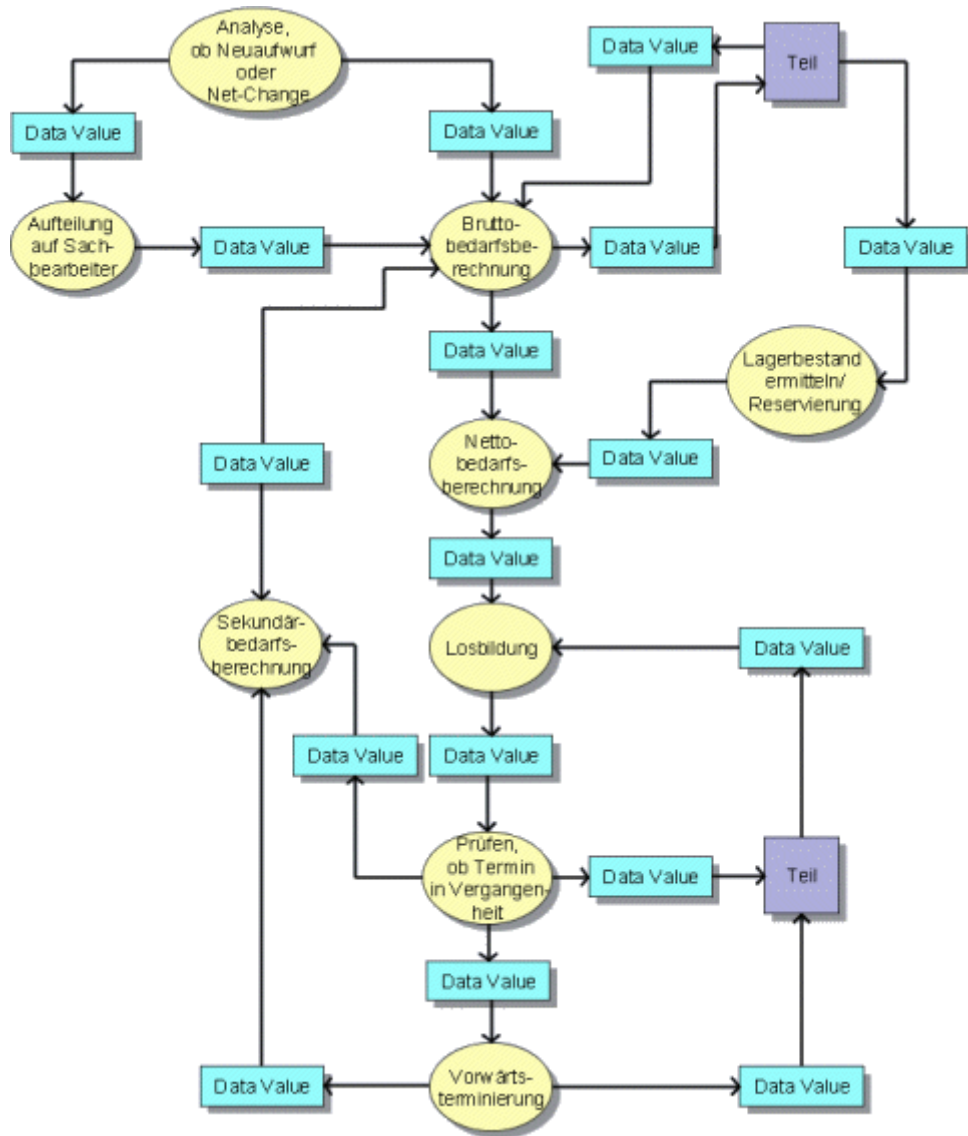 Analyse,
ob Neuaufwurf
oder
Net-Change
Data Value
Teil
Data Value
Data Value
Aufteilung
auf Sach-
bearbeiter
Data Value
Brutto-
bedarfsbe-
rechnung
Data Value
Data Value
Data Value
Lagerbestand
ermitteln/
Reservierung
Data Value
Netto-
bedarfs-
berechnung
Data Value
Data Value
Data Value
Sekundär-
bedarfs-
berechnung
Losbildung
Data Value
Data Value
Data Value
Prüfen,
ob Termin
in Vergangen-
heit
Data Value
Teil
Data Value
Data Value
Vorwärts-
terminierung
Data Value